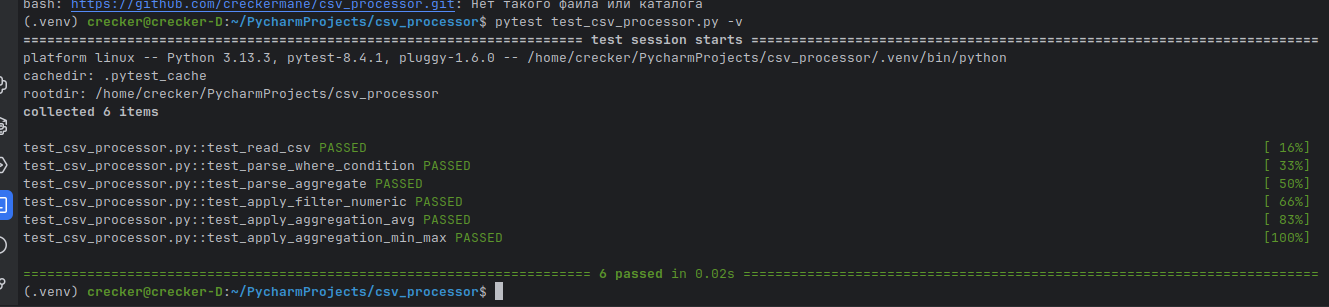 bash: https://github.com/creckermane/csv_processor.git: Нет такого файла или каталога
(.venv) crecker@crecker-D:~/PycharmProjects/csv_processor$ pytest test_csv_processor.py -v
============================= test session starts =============================
platform linux -- Python 3.13.3, pytest-8.4.1, pluggy-1.6.0 -- /home/crecker/PycharmProjects/csv_processor/.venv/bin/python
cachedir: .pytest_cache
rootdir: /home/crecker/PycharmProjects/csv_processor
collected 6 items
test_csv_processor.py::test_read_csv PASSED [ 16%]
test_csv_processor.py::test_parse_where_condition PASSED [ 33%]
test_csv_processor.py::test_parse_aggregate PASSED [ 50%]
test_csv_processor.py::test_apply_filter_numeric PASSED [ 66%]
test_csv_processor.py::test_apply_aggregation_avg PASSED [ 83%]
test_csv_processor.py::test_apply_aggregation_min_max PASSED [100%]
============================= 6 passed in 0.02s =============================
(.venv) crecker@crecker-D:~/PycharmProjects/csv_processor$